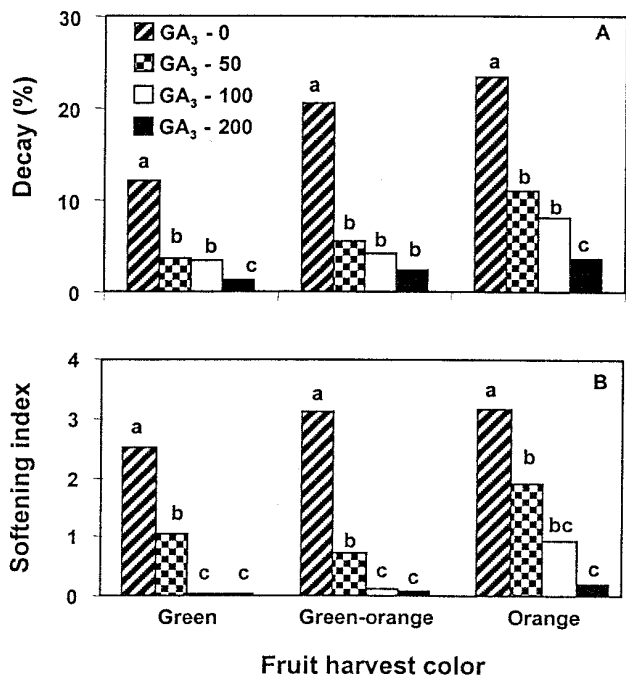 30
20
10
0
Decay (%)
GA₃ - 0
GA₃ - 50
GA₃ - 100
GA₃ - 200
A
a b b c
a b b b
a b b c
4
3
2
1
0
Softening index
B
a b c c
a b c c
a b bc c
Green Green-orange Orange
Fruit harvest color